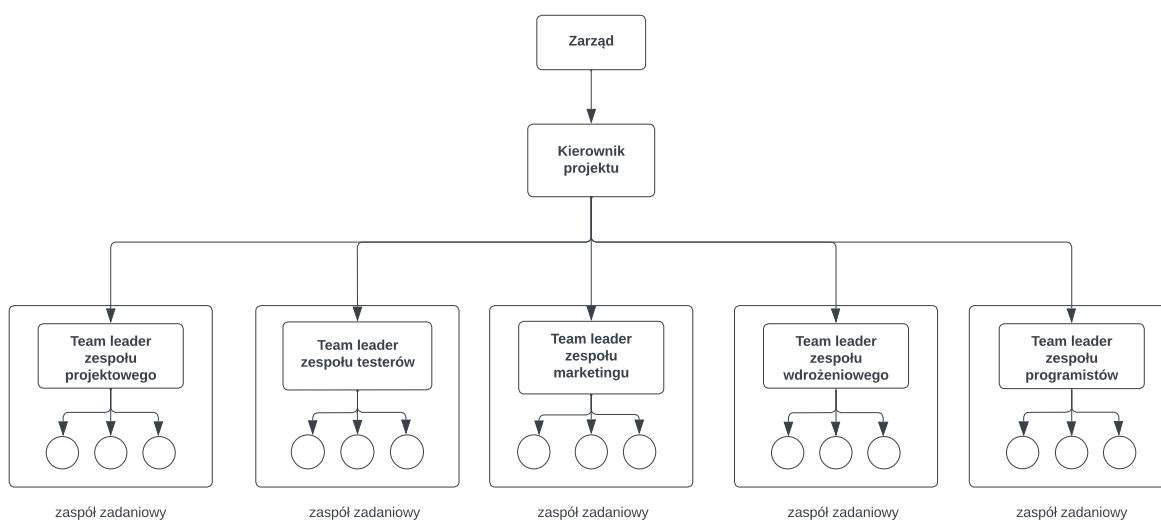 Zarząd
Kierownik
projektu
Team leader
zespołu
projektowego
Team leader
zespołu testerów
Team leader
zespołu
marketingu
Team leader
zespołu
wdrożeniowego
Team leader
zespołu
programistów
zaspół zadaniowy
zaspół zadaniowy
zaspół zadaniowy
zaspół zadaniowy
zaspół zadaniowy